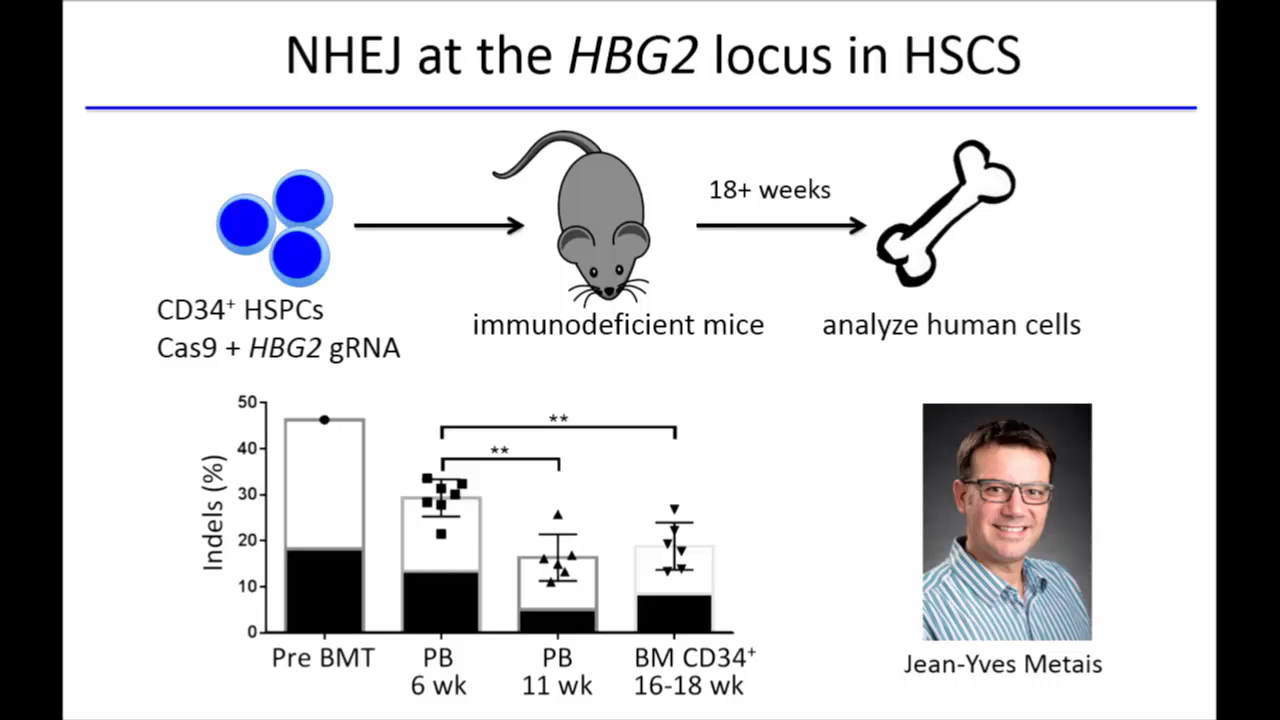 NHEJ at the HBG2 locus in HSCS
18+ weeks
CD34+ HSPCs
Cas9 + HBG2 gRNA
immunodeficient mice
analyze human cells
Indels (%)
50
40
30
20
10
0
**
**
Pre BMT
PB
6 wk
PB
11 wk
BM CD34+
16-18 wk
Jean-Yves Metais